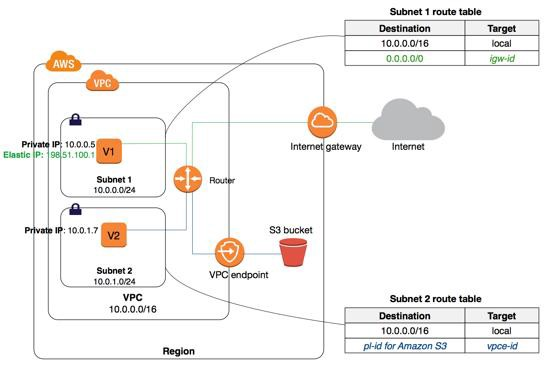 Subnet 1 route table
Destination Target
10.0.0.0/16 local
0.0.0.0/0 igw-id
AWS
VPC
Private IP: 10.0.0.5
Elastic IP: 198.51.100.1
V1
Subnet 1
10.0.0.0/24
Router
Internet gateway
Internet
Private IP: 10.0.1.7
V2
Subnet 2
10.0.1.0/24
S3 bucket
VPC endpoint
VPC
10.0.0.0/16
Region
Subnet 2 route table
Destination Target
10.0.0.0/16 local
pl-id for Amazon S3 vpce-id